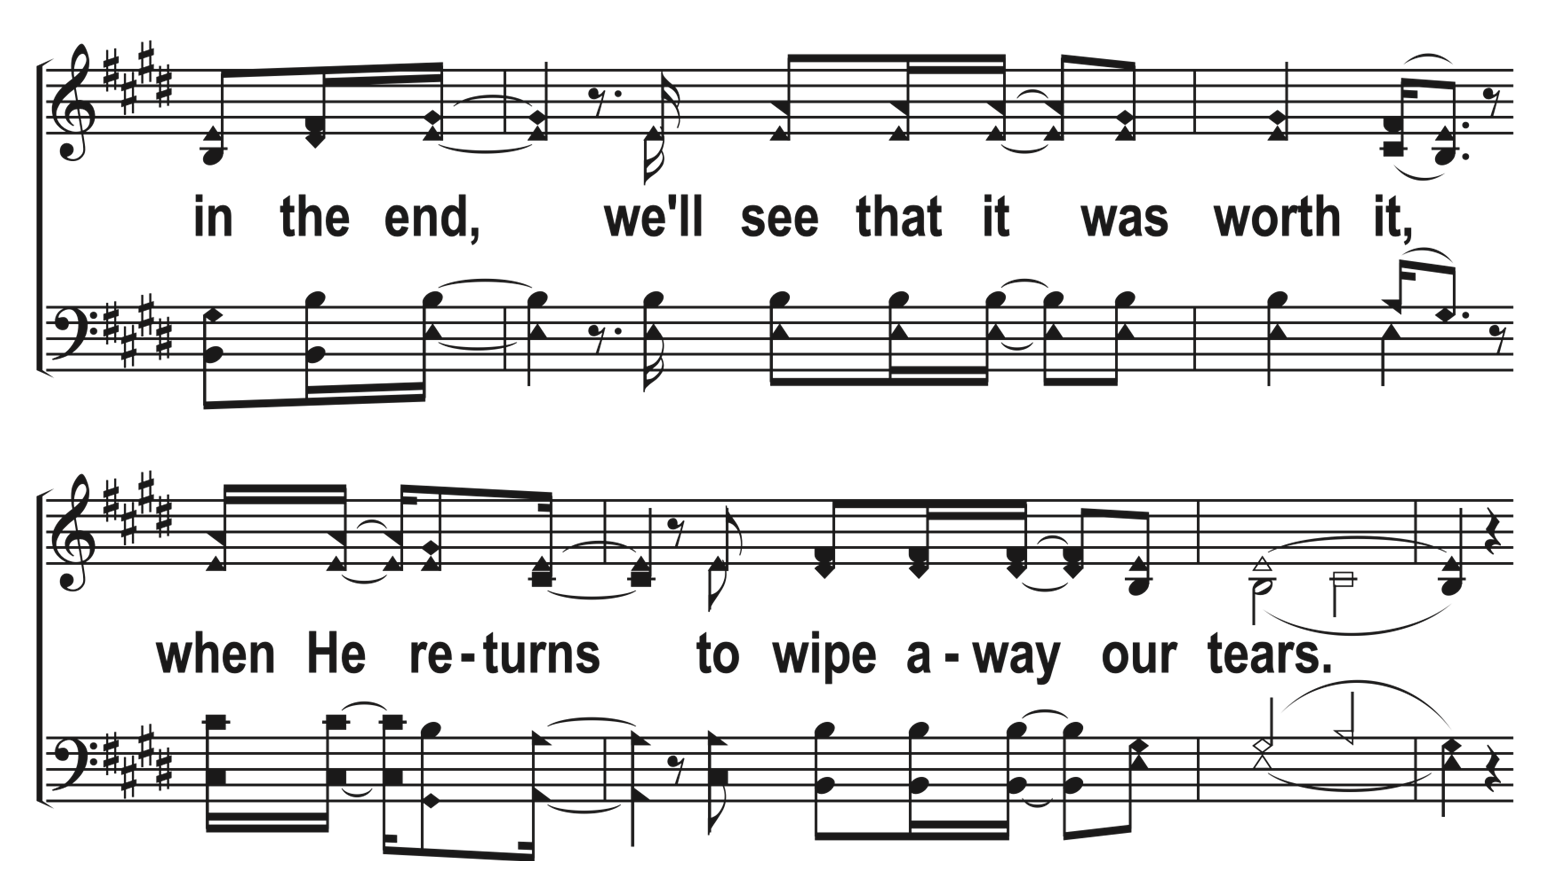 in the end, we'll see that it was worth it,
when He re - turns to wipe a - way our tears.